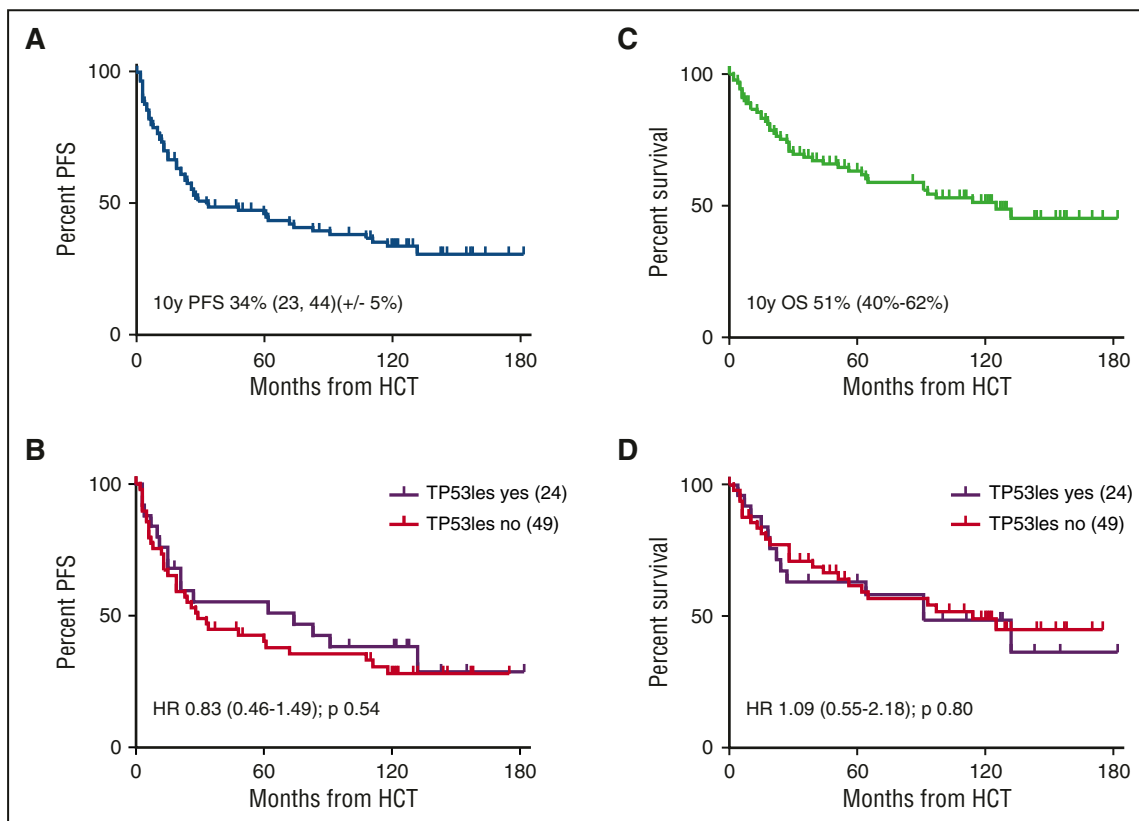 A
Percent PFS
100
50
0
10y PFS 34% (23, 44)(+/- 5%)
0 60 120 180
Months from HCT
C
Percent survival
100
50
0
10y OS 51% (40%-62%)
0 60 120 180
Months from HCT
B
Percent PFS
100
50
0
TP53les yes (24)
TP53les no (49)
HR 0.83 (0.46-1.49); p 0.54
0 60 120 180
Months from HCT
D
Percent survival
100
50
0
TP53les yes (24)
TP53les no (49)
HR 1.09 (0.55-2.18); p 0.80
0 60 120 180
Months from HCT